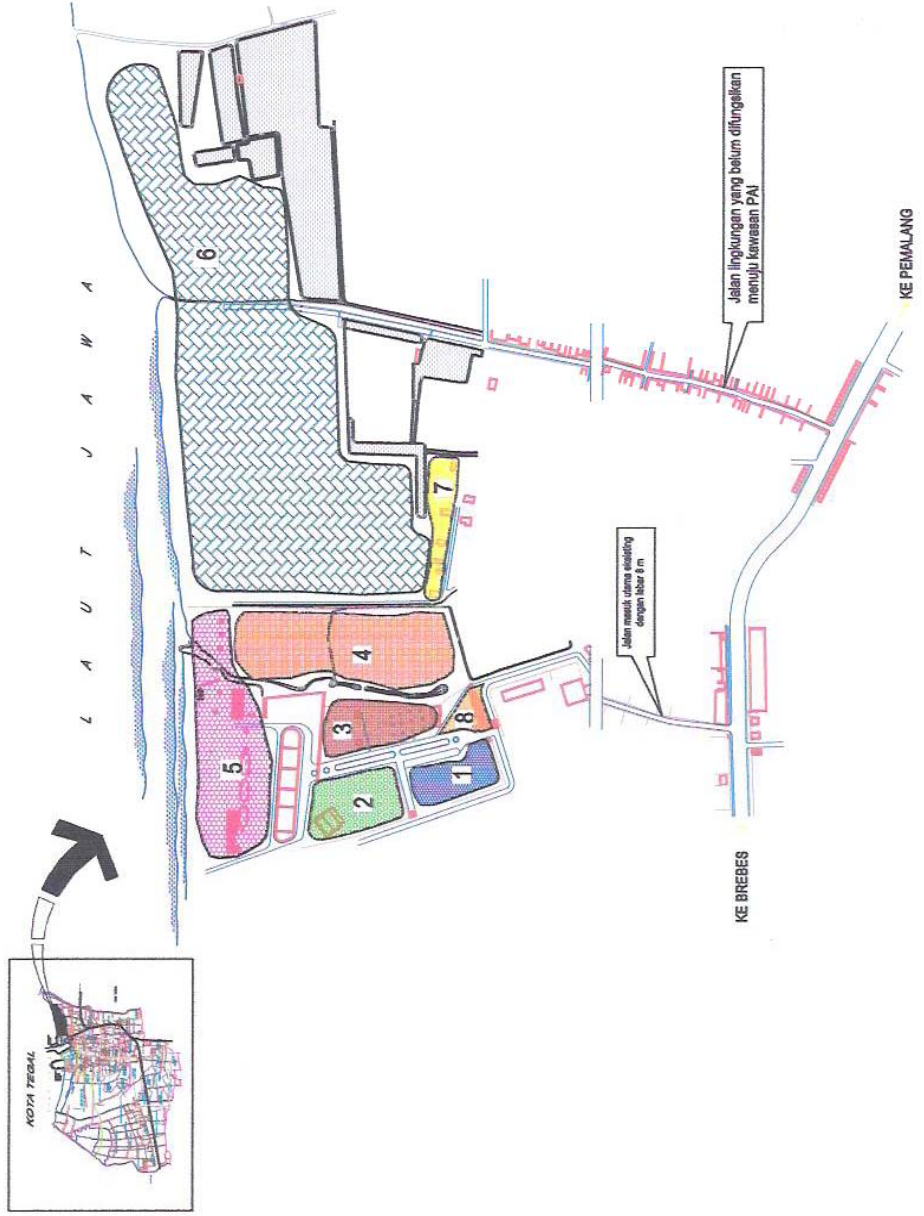 KOTA TEGAL
L A U T J A W A
6
5
4
3
2
1
8
7
Jalan masuk utama eksisting
dengan lebar 8 m
Jalan lingkungan yang belum difungsikan
menuju kawasan PAI
KE BREBES
KE PEMALANG